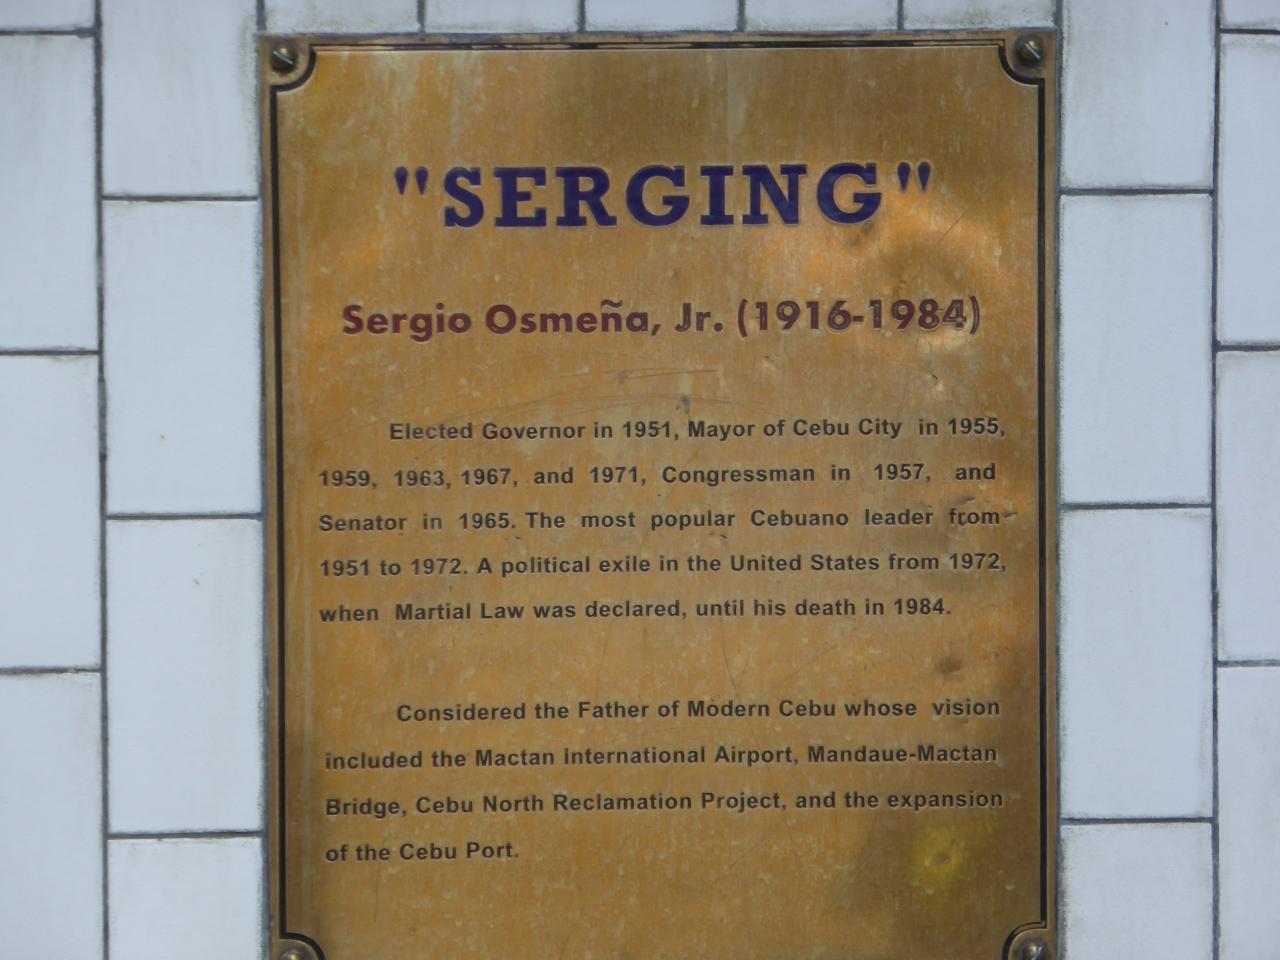 "SERGING"
Sergio Osmeña, Jr. (1916-1984)
Elected Governor in 1951, Mayor of Cebu City in 1955,
1959, 1963, 1967, and 1971, Congressman in 1957, and
Senator in 1965. The most popular Cebuano leader from
1951 to 1972. A political exile in the United States from 1972,
when Martial Law was declared, until his death in 1984.
Considered the Father of Modern Cebu whose vision
included the Mactan International Airport, Mandaue-Mactan
Bridge, Cebu North Reclamation Project, and the expansion
of the Cebu Port.